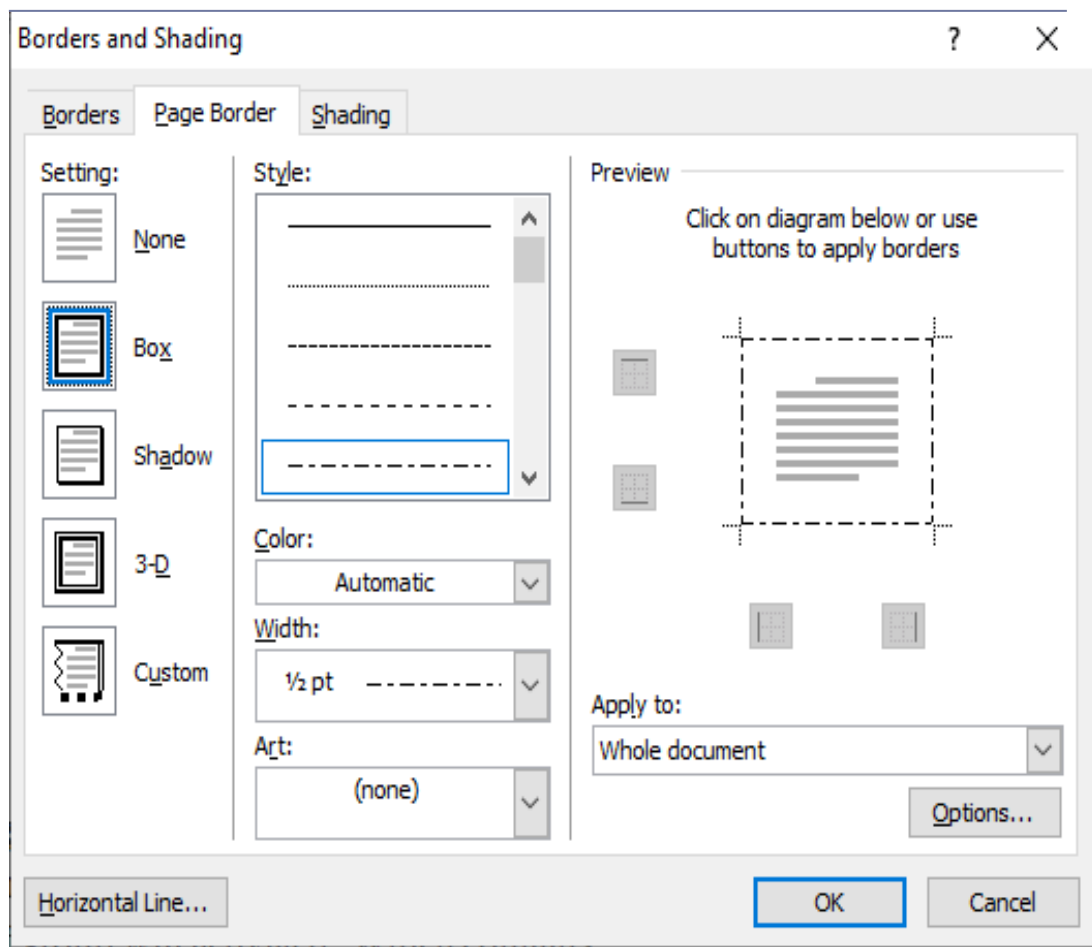 Borders and Shading
?
Borders
Page Border
Shading
Setting:
None
Box
Shadow
3-D
Custom
Style:
Color:
Automatic
Width:
½ pt
Art:
(none)
Preview
Click on diagram below or use
buttons to apply borders
Apply to:
Whole document
Options...
Horizontal Line...
OK
Cancel